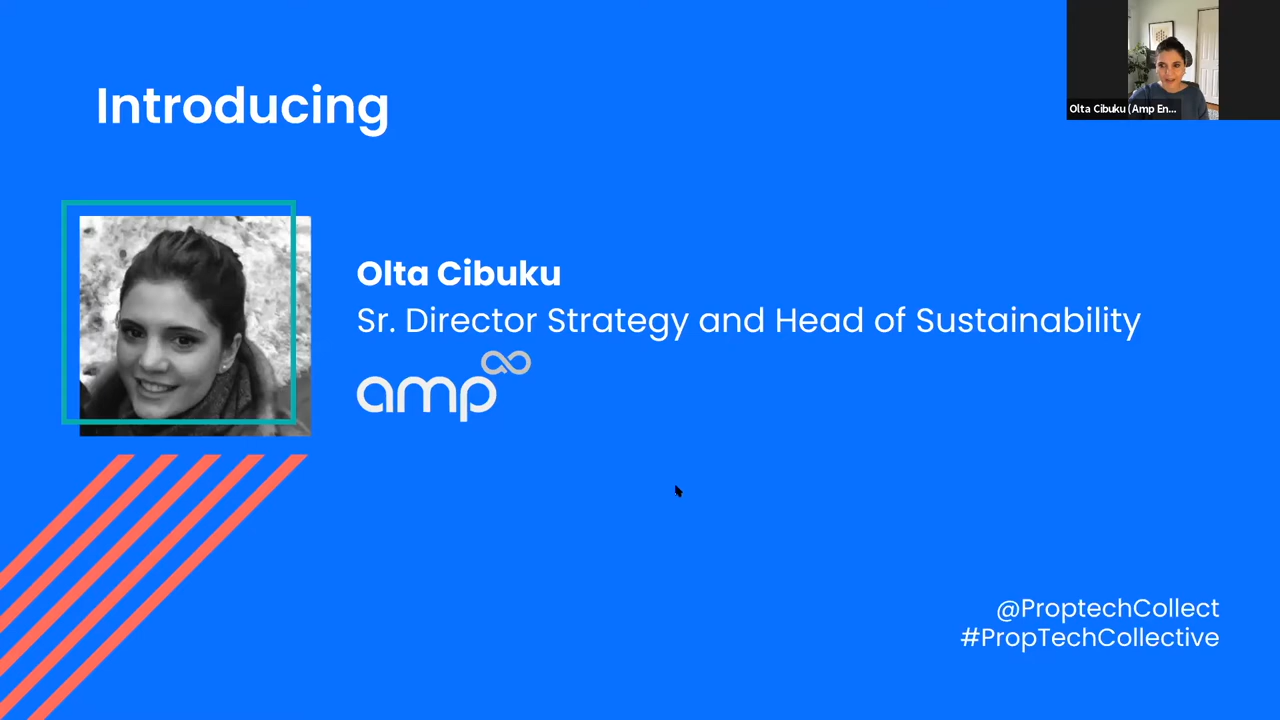 Introducing
Olta Cibuku (Amp En...
Olta Cibuku
Sr. Director Strategy and Head of Sustainability
amp
@ProptechCollect
#PropTechCollective